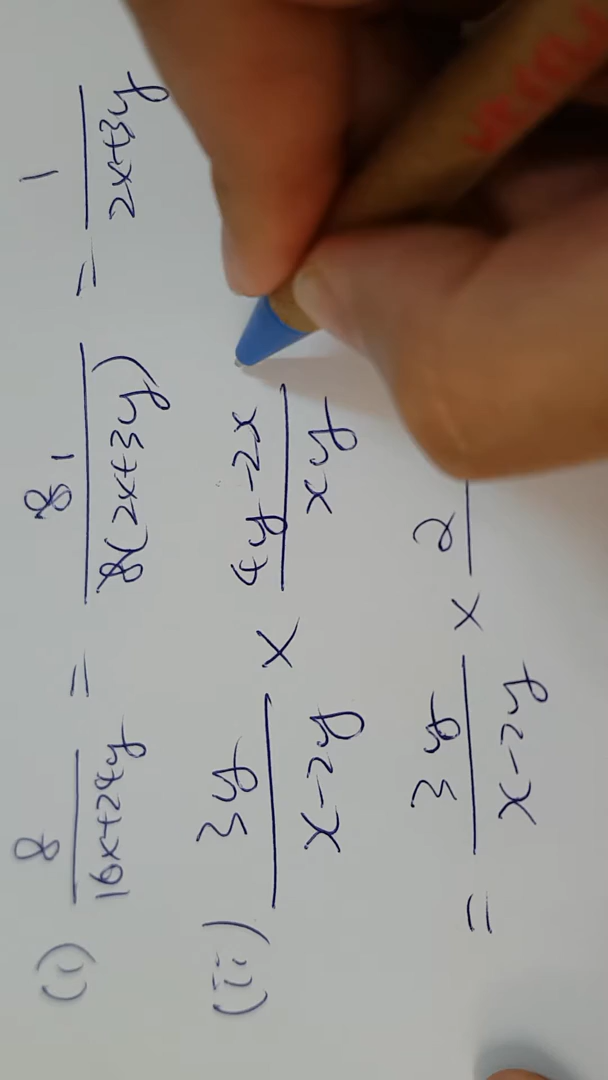 (i) 8/(16x+24y) = 8 1/8(2x+3y) = 1/(2x+3y)
(ii) 3y/(x-2y) × (4y-2x)/xy
= 3y/(x-2y) × 2